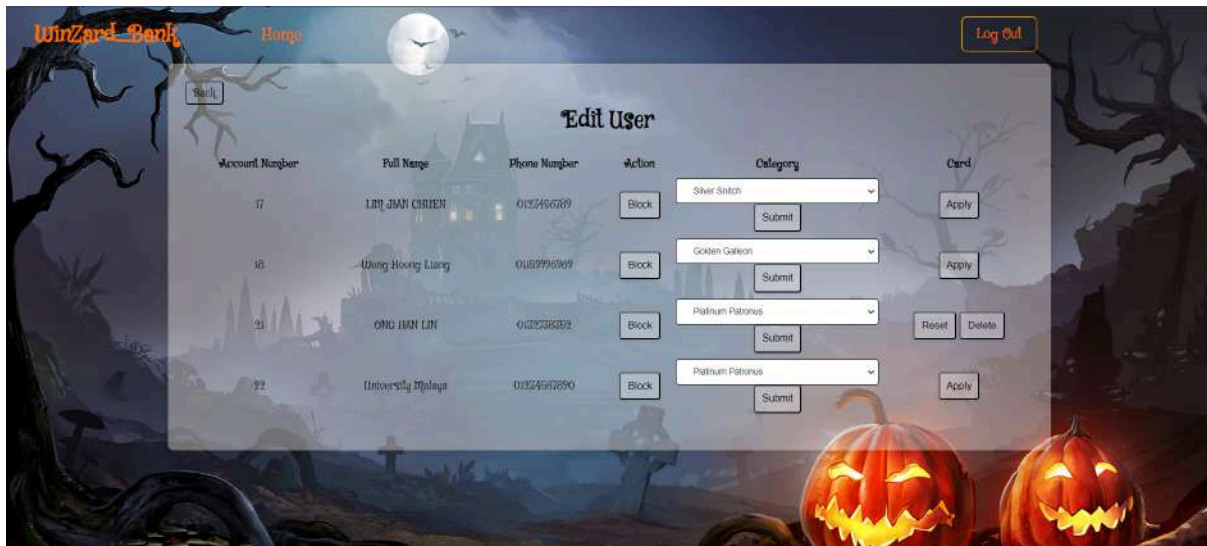 WinZard_Bank Home Log Out
Back
Edit User
Account Number Full Name Phone Number Action Category Card
17 LIM JIAN CHUEN Block Silver Snitch Submit Apply
18 Wong Hoong Liang Block Golden Galleon Submit Apply
21 ONG HAN LIN Block Platinum Patronus Submit Reset Delete
22 University Malaya 01234567890 Block Platinum Patronus Submit Apply